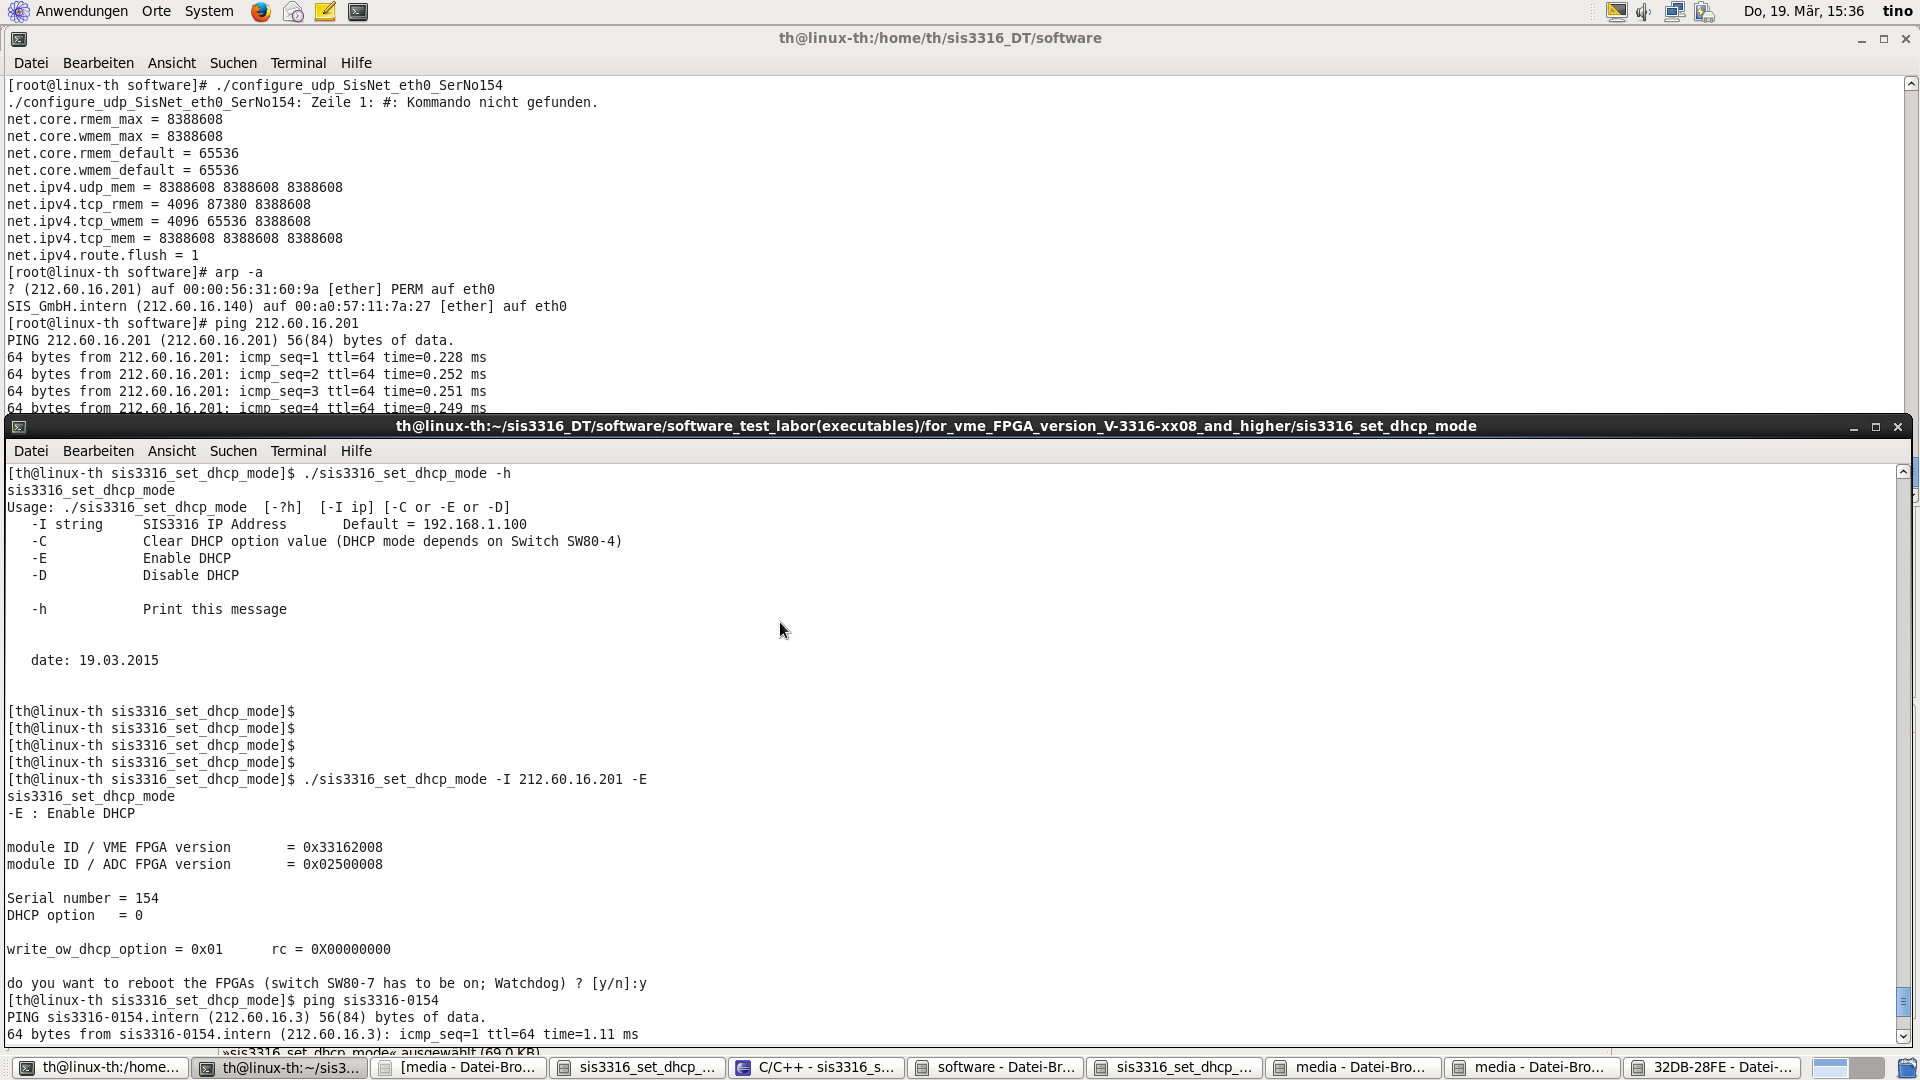 Anwendungen Orte System Do, 19. Mär, 15:36 tino
th@linux-th:/home/th/sis3316_DT/software
Datei Bearbeiten Ansicht Suchen Terminal Hilfe
[root@linux-th software]# ./configure_udp_SisNet_eth0_SerNo154
./configure_udp_SisNet_eth0_SerNo154: Zeile 1: #: Kommando nicht gefunden.
net.core.rmem_max = 8388608
net.core.wmem_max = 8388608
net.core.rmem_default = 65536
net.core.wmem_default = 65536
net.ipv4.udp_mem = 8388608 8388608 8388608
net.ipv4.tcp_rmem = 4096 87380 8388608
net.ipv4.tcp_wmem = 4096 65536 8388608
net.ipv4.tcp_mem = 8388608 8388608 8388608
net.ipv4.route.flush = 1
[root@linux-th software]# arp -a
? (212.60.16.201) auf 00:00:56:31:60:9a [ether] PERM auf eth0
SIS_GmbH.intern (212.60.16.140) auf 00:a0:57:11:7a:27 [ether] auf eth0
[root@linux-th software]# ping 212.60.16.201
PING 212.60.16.201 (212.60.16.201) 56(84) bytes of data.
64 bytes from 212.60.16.201: icmp_seq=1 ttl=64 time=0.228 ms
64 bytes from 212.60.16.201: icmp_seq=2 ttl=64 time=0.252 ms
64 bytes from 212.60.16.201: icmp_seq=3 ttl=64 time=0.251 ms
64 bytes from 212.60.16.201: icmp_seq=4 ttl=64 time=0.249 ms
th@linux-th:~/sis3316_DT/software/software_test_labor(executables)/for_vme_FPGA_version_V-3316-xx08_and_higher/sis3316_set_dhcp_mode
Datei Bearbeiten Ansicht Suchen Terminal Hilfe
[th@linux-th sis3316_set_dhcp_mode]$ ./sis3316_set_dhcp_mode -h
sis3316_set_dhcp_mode
Usage: ./sis3316_set_dhcp_mode [-?h] [-I ip] [-C or -E or -D]
-I string SIS3316 IP Address Default = 192.168.1.100
-C Clear DHCP option value (DHCP mode depends on Switch SW80-4)
-E Enable DHCP
-D Disable DHCP
-h Print this message
date: 19.03.2015
[th@linux-th sis3316_set_dhcp_mode]$
[th@linux-th sis3316_set_dhcp_mode]$
[th@linux-th sis3316_set_dhcp_mode]$
[th@linux-th sis3316_set_dhcp_mode]$
[th@linux-th sis3316_set_dhcp_mode]$ ./sis3316_set_dhcp_mode -I 212.60.16.201 -E
sis3316_set_dhcp_mode
-E : Enable DHCP
module ID / VME FPGA version = 0x33162008
module ID / ADC FPGA version = 0x02500008
Serial number = 154
DHCP option = 0
write_ow_dhcp_option = 0x01 rc = 0X00000000
do you want to reboot the FPGAs (switch SW80-7 has to be on; Watchdog) ? [y/n]:y
[th@linux-th sis3316_set_dhcp_mode]$ ping sis3316-0154
PING sis3316-0154.intern (212.60.16.3) 56(84) bytes of data.
64 bytes from sis3316-0154.intern (212.60.16.3): icmp_seq=1 ttl=64 time=1.11 ms
»sis3316_set_dhcp_mode« ausgewählt (69,0 KB)
th@linux-th:/home... th@linux-th:~/sis3... [media - Datei-Bro... sis3316_set_dhcp_... C/C++ - sis3316_s... software - Datei-Br... sis3316_set_dhcp_... media - Datei-Bro... media - Datei-Bro... 32DB-28FE - Datei-...